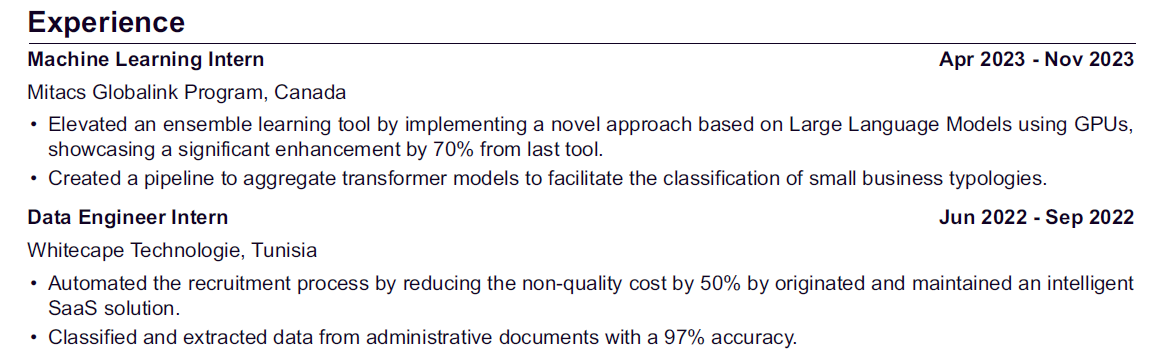 Experience
Machine Learning Intern Apr 2023 - Nov 2023
Mitacs Globalink Program, Canada
• Elevated an ensemble learning tool by implementing a novel approach based on Large Language Models using GPUs,
showcasing a significant enhancement by 70% from last tool.
• Created a pipeline to aggregate transformer models to facilitate the classification of small business typologies.
Data Engineer Intern Jun 2022 - Sep 2022
Whitecape Technologie, Tunisia
• Automated the recruitment process by reducing the non-quality cost by 50% by originated and maintained an intelligent
SaaS solution.
• Classified and extracted data from administrative documents with a 97% accuracy.